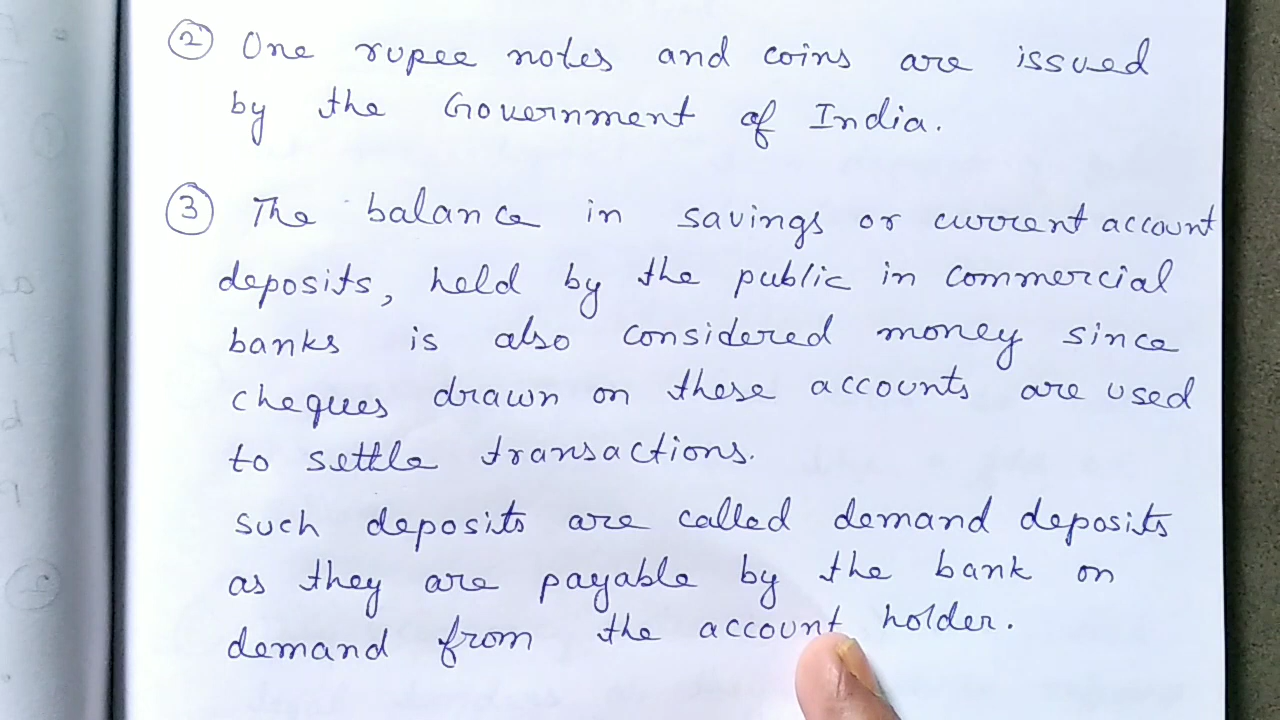 ② One rupee notes and coins are issued
by the Government of India.
③ The balance in savings or current account
deposits, held by the public in commercial
banks is also considered money since
cheques drawn on these accounts are used
to settle transactions.
Such deposits are called demand deposits
as they are payable by the bank on
demand from the account holder.